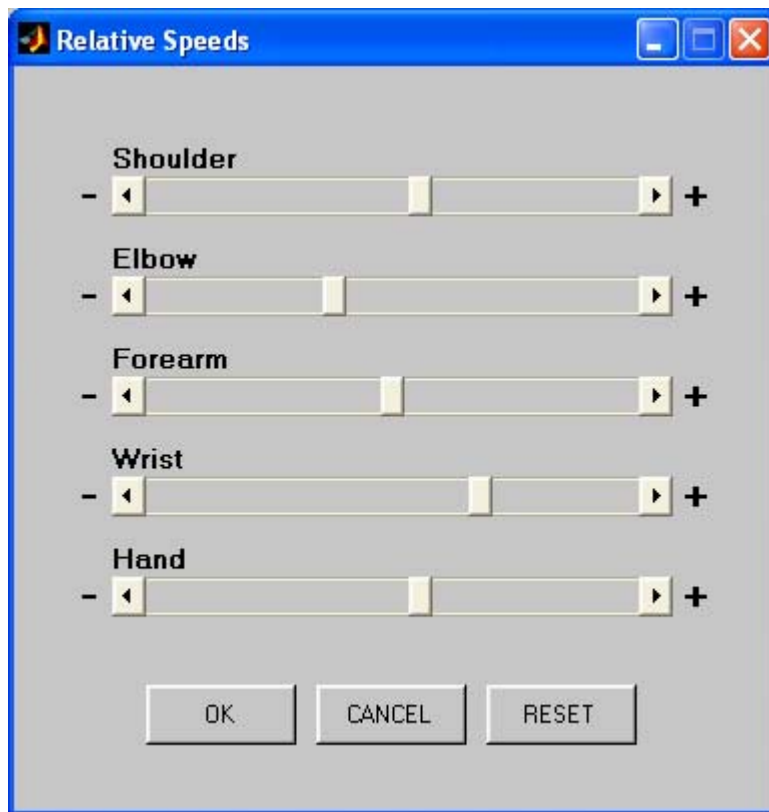 Relative Speeds
Shoulder
- +
Elbow
- +
Forearm
- +
Wrist
- +
Hand
- +
OK CANCEL RESET